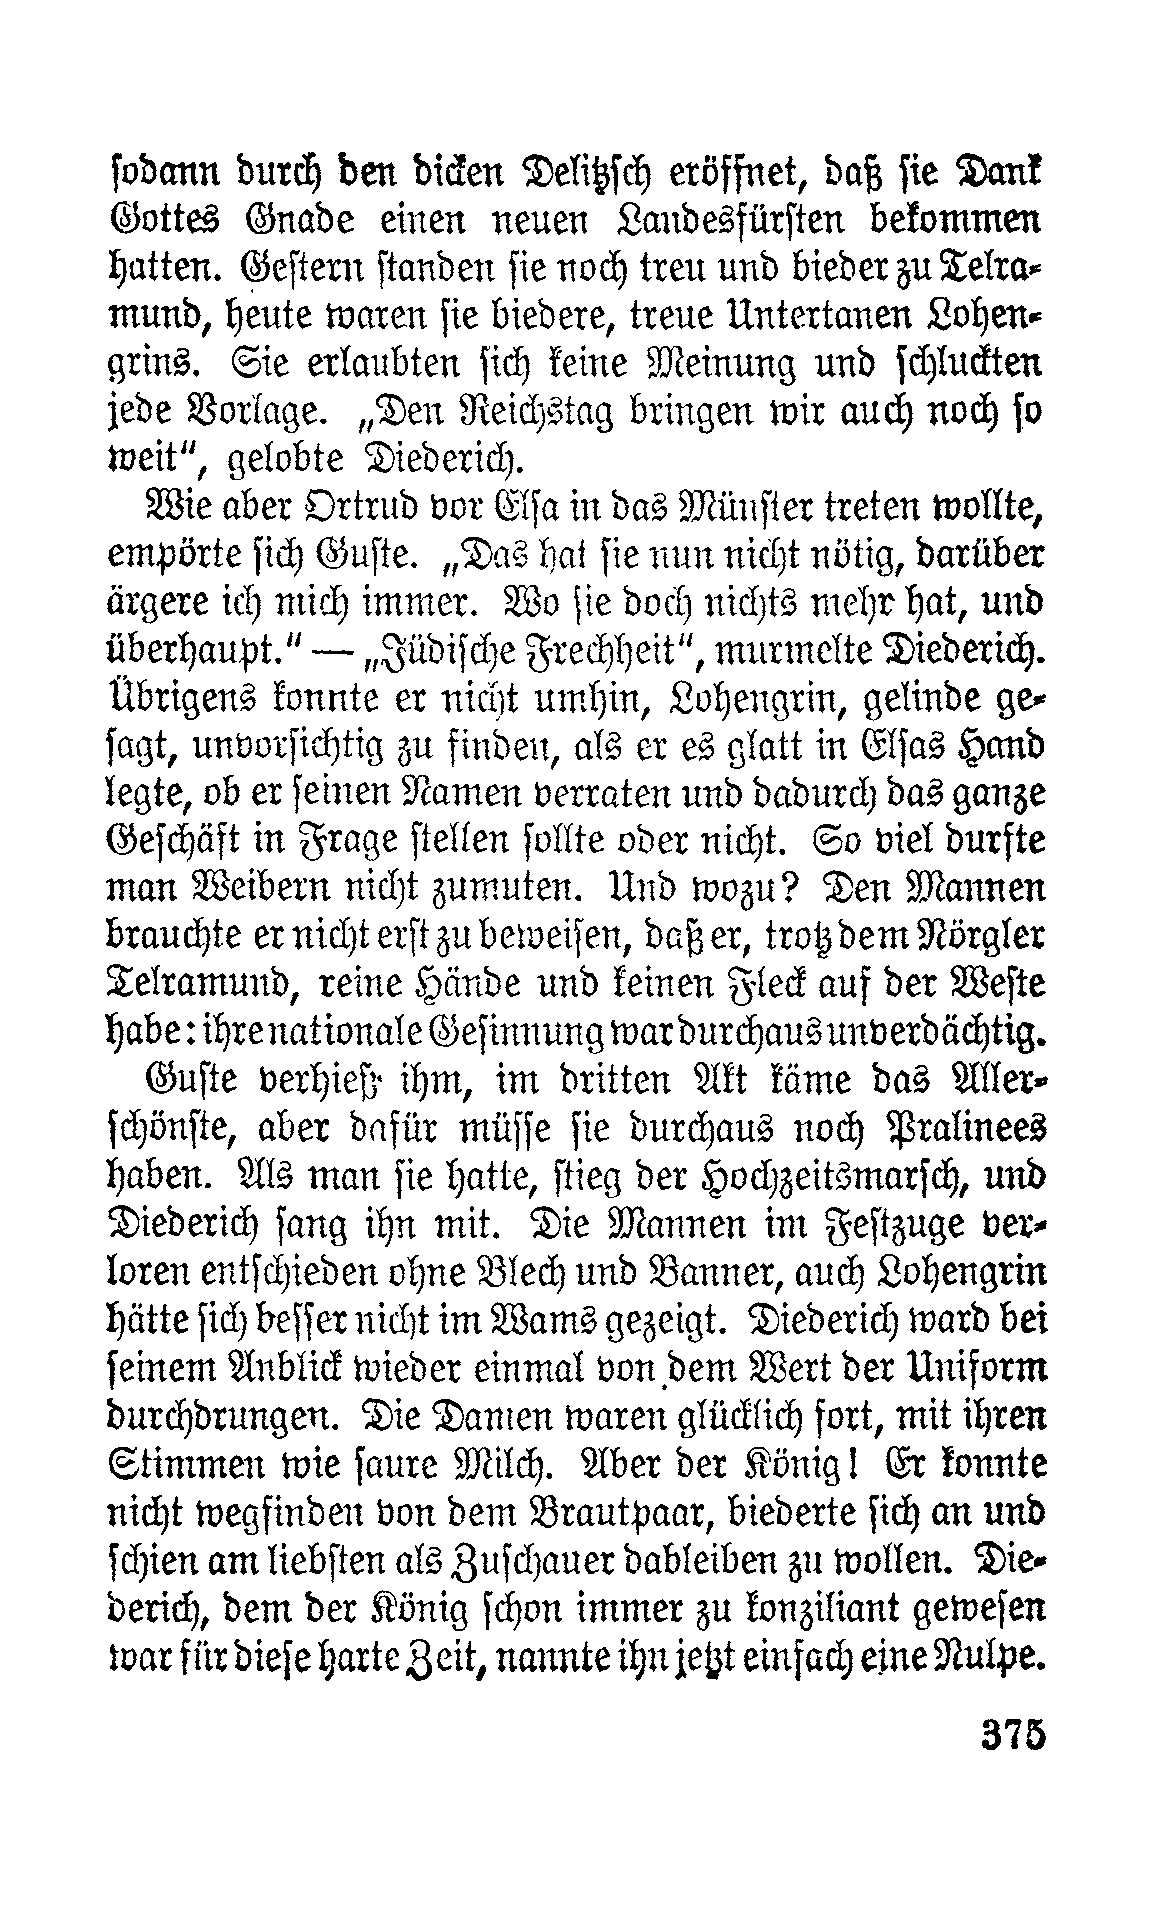 sodann durch den dicken Delitzsch eröffnet, daß sie Dank
Gottes Gnade einen neuen Landesfürsten bekommen
hatten. Gestern standen sie noch treu und bieder zu Telra-
mund, heute waren sie biedere, treue Untertanen Lohen-
grins. Sie erlaubten sich keine Meinung und schluckten
jede Vorlage. „Den Reichstag bringen wir auch noch so
weit“, gelobte Diederich.
Wie aber Ortrud vor Elsa in das Münster treten wollte,
empörte sich Guste. „Das hat sie nun nicht nötig, darüber
ärgere ich mich immer. Wo sie doch nichts mehr hat, und
überhaupt.“ — „Jüdische Frechheit“, murmelte Diederich.
Übrigens konnte er nicht umhin, Lohengrin, gelinde ge-
sagt, unvorsichtig zu finden, als er es glatt in Elsas Hand
legte, ob er seinen Namen verraten und dadurch das ganze
Geschäft in Frage stellen sollte oder nicht. So viel durfte
man Weibern nicht zumuten. Und wozu? Den Mannen
brauchte er nicht erst zu beweisen, daß er, trotz dem Nörgler
Telramund, reine Hände und keinen Fleck auf der Weste
habe: ihre nationale Gesinnung war durchaus unverdächtig.
Guste verhieß ihm, im dritten Akt käme das Aller-
schönste, aber dafür müsse sie durchaus noch Pralinees
haben. Als man sie hatte, stieg der Hochzeitsmarsch, und
Diederich sang ihn mit. Die Mannen im Festzuge ver-
loren entschieden ohne Blech und Banner, auch Lohengrin
hätte sich besser nicht im Wams gezeigt. Diederich ward bei
seinem Anblick wieder einmal von dem Wert der Uniform
durchdrungen. Die Damen waren glücklich fort, mit ihren
Stimmen wie saure Milch. Aber der König! Er konnte
nicht wegfinden von dem Brautpaar, biederte sich an und
schien am liebsten als Zuschauer dableiben zu wollen. Die-
derich, dem der König schon immer zu konziliant gewesen
war für diese harte Zeit, nannte ihn jetzt einfach eine Nulpe.
375